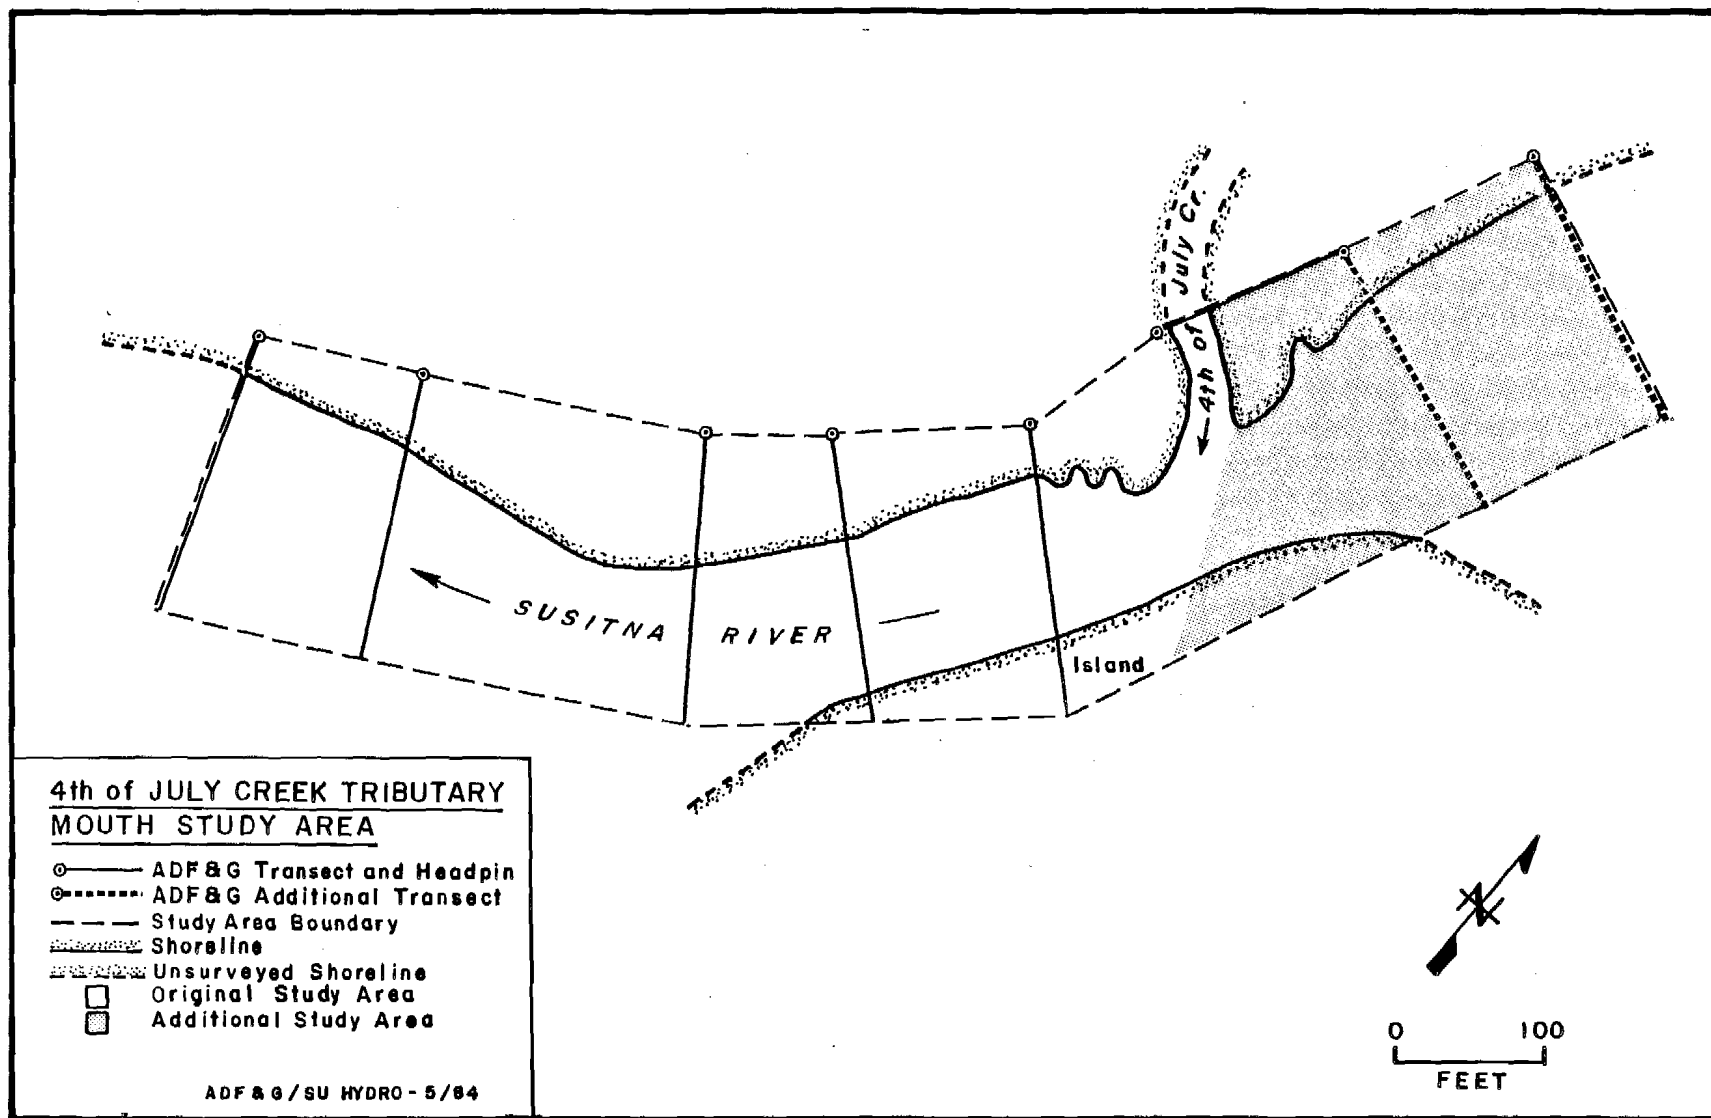 4th of July Cr.
SUSITNA RIVER
Island
4th of JULY CREEK TRIBUTARY
MOUTH STUDY AREA
ADF&G Transect and Headpin
ADF&G Additional Transect
Study Area Boundary
Shoreline
Unsurveyed Shoreline
Original Study Area
Additional Study Area
ADF&G/SU HYDRO - 5/84
N
0 100
FEET